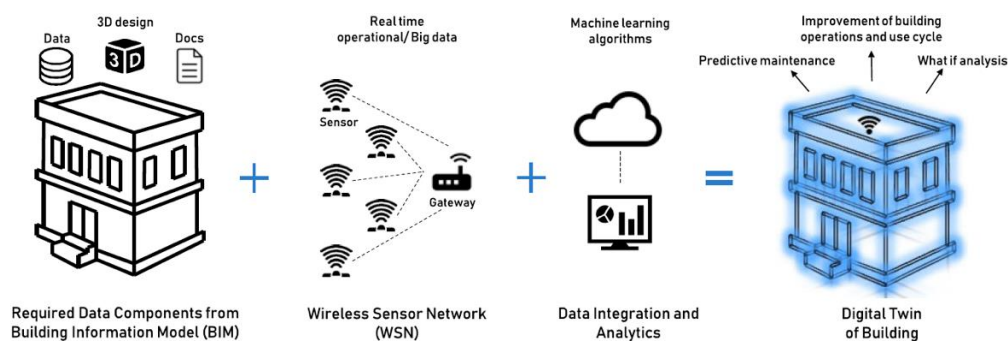 3D design
Data
3D
Docs
Required Data Components from
Building Information Model (BIM)
Real time
operational/ Big data
Sensor
Gateway
Wireless Sensor Network
(WSN)
Machine learning
algorithms
Data Integration and
Analytics
Improvement of building
operations and use cycle
Predictive maintenance
What if analysis
Digital Twin
of Building